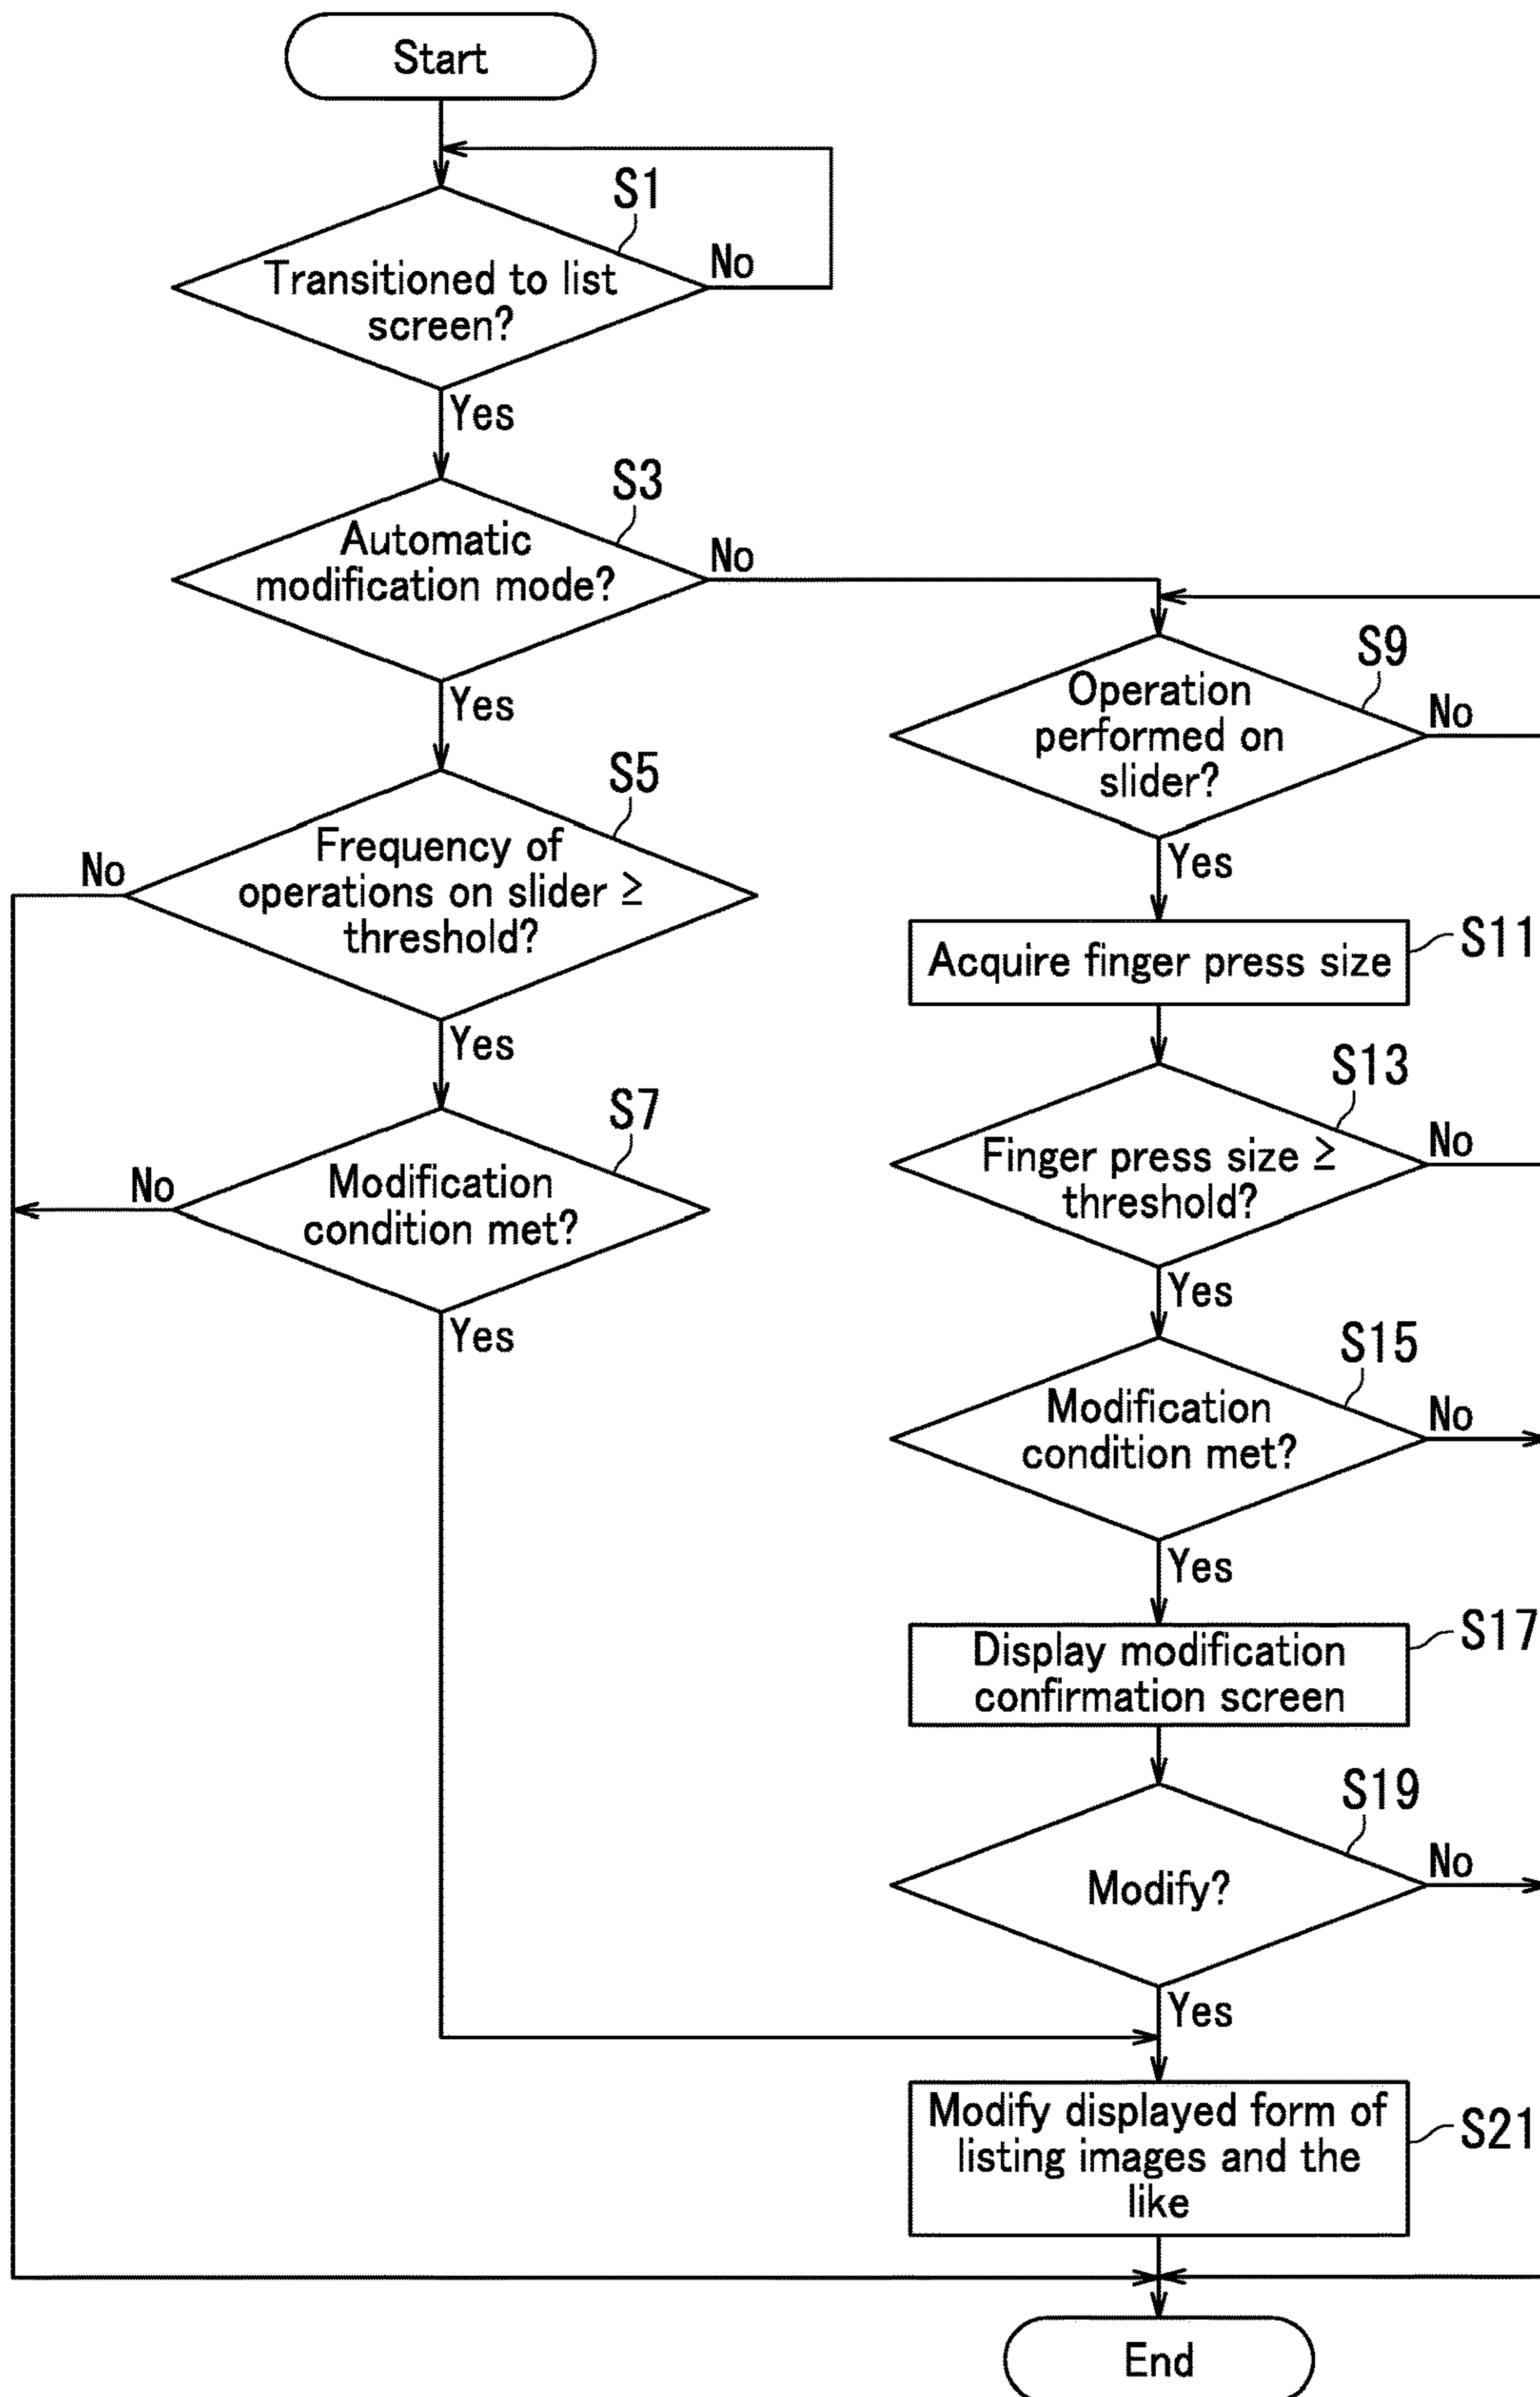 Start
S1
Transitioned to list
screen?
No
Yes
S3
Automatic
modification mode?
No
Yes
S5
Frequency of
operations on slider ≥
threshold?
No
Yes
S7
Modification
condition met?
No
Yes
S9
Operation
performed on
slider?
No
Yes
Acquire finger press size
S11
S13
Finger press size ≥
threshold?
No
Yes
S15
Modification
condition met?
No
Yes
Display modification
confirmation screen
S17
S19
Modify?
No
Yes
Modify displayed form of
listing images and the
like
S21
End